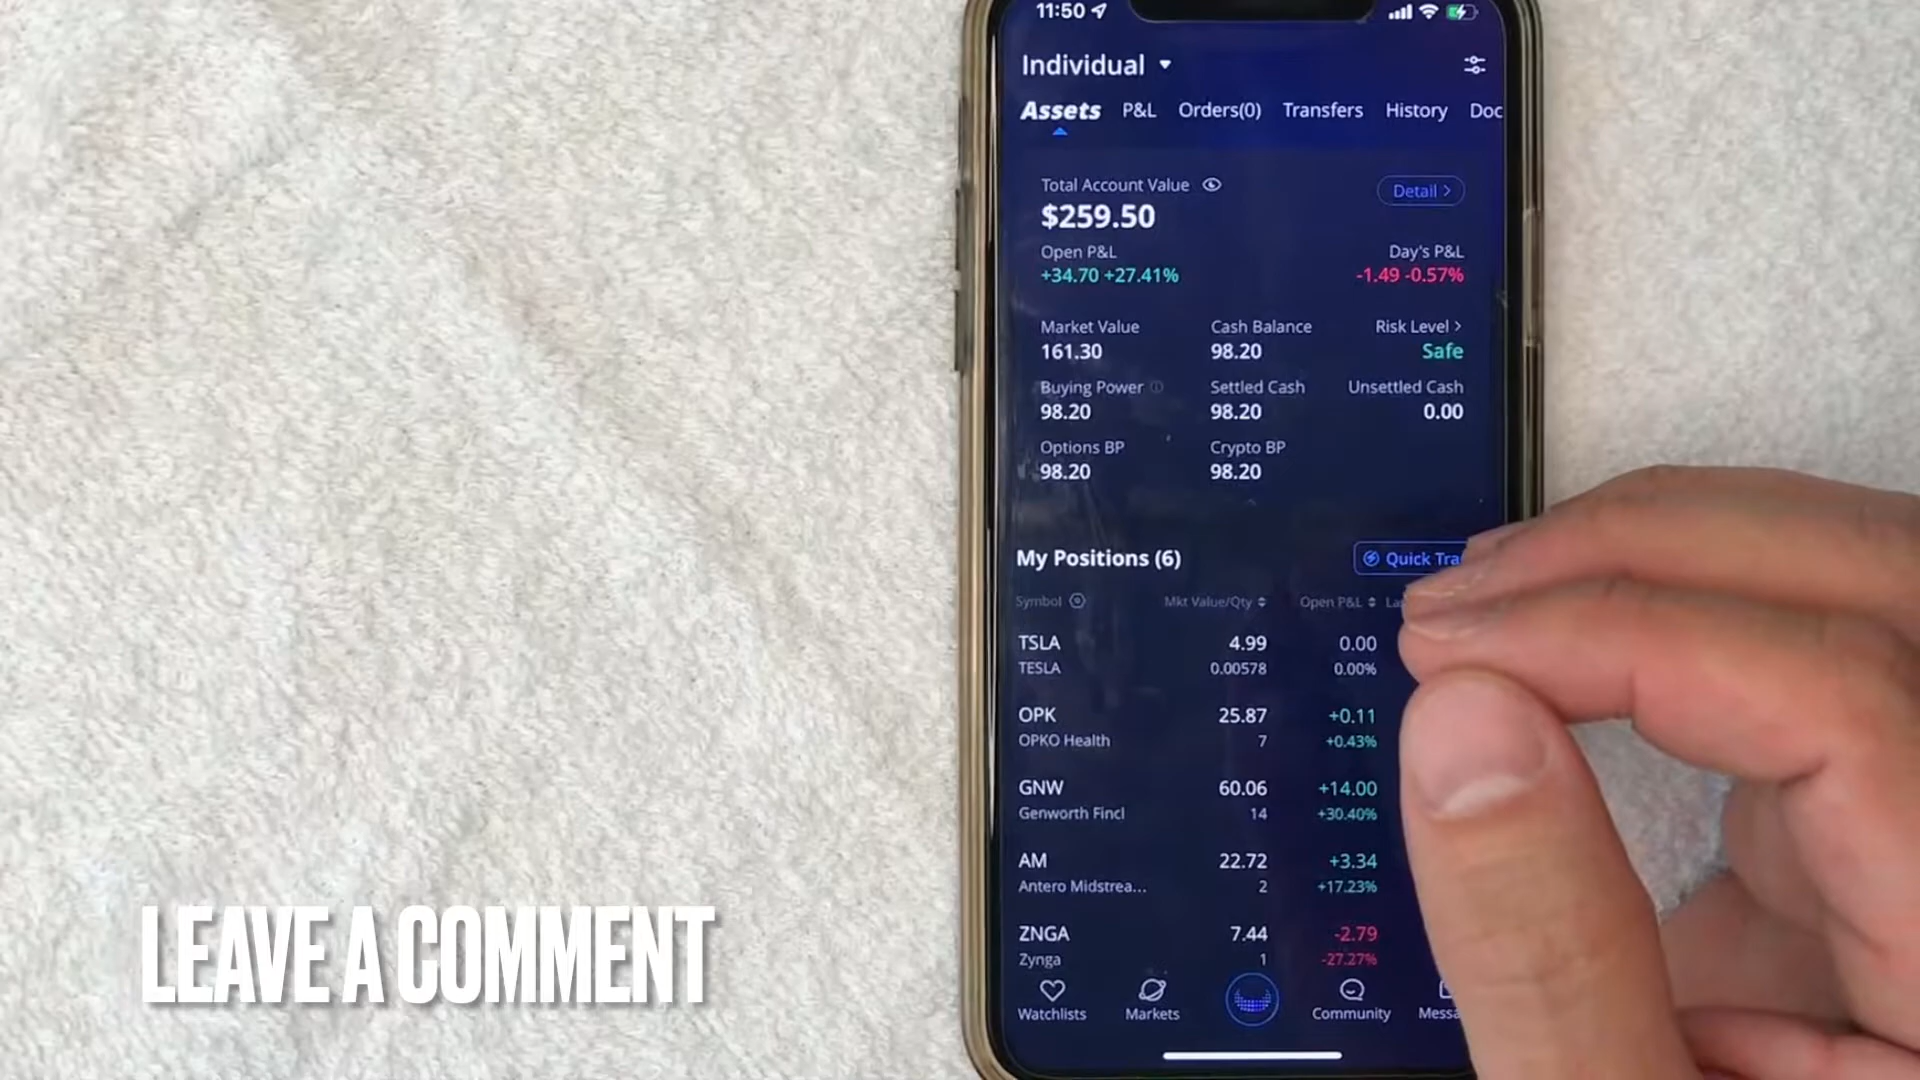 11:50
Individual
Assets P&L Orders(0) Transfers History Doc
Total Account Value
Detail >
$259.50
Open P&L Day's P&L
+34.70 +27.41% -1.49 -0.57%
Market Value Cash Balance Risk Level >
161.30 98.20 Safe
Buying Power Settled Cash Unsettled Cash
98.20 98.20 0.00
Options BP Crypto BP
98.20 98.20
My Positions (6) Quick
Symbol Mkt Value/Qty Open P&L
TSLA 4.99 0.00
TESLA 0.00578 0.00%
OPK 25.87 +0.11
OPKO Health 7 +0.43%
GNW 60.06 +14.00
Genworth Fincl 14 +30.40%
AM 22.72 +3.34
Antero Midstrea... 2 +17.23%
ZNGA 7.44 -2.79
Zynga 1 -27.27%
Watchlists Markets Community
LEAVE A COMMENT